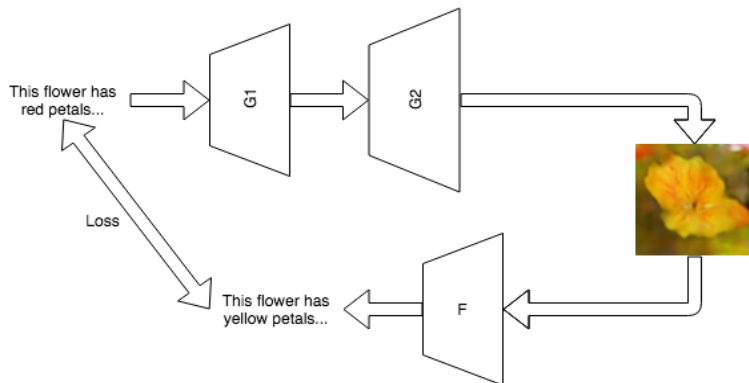 This flower has
red petals...
G1
G2
Loss
This flower has
yellow petals...
F